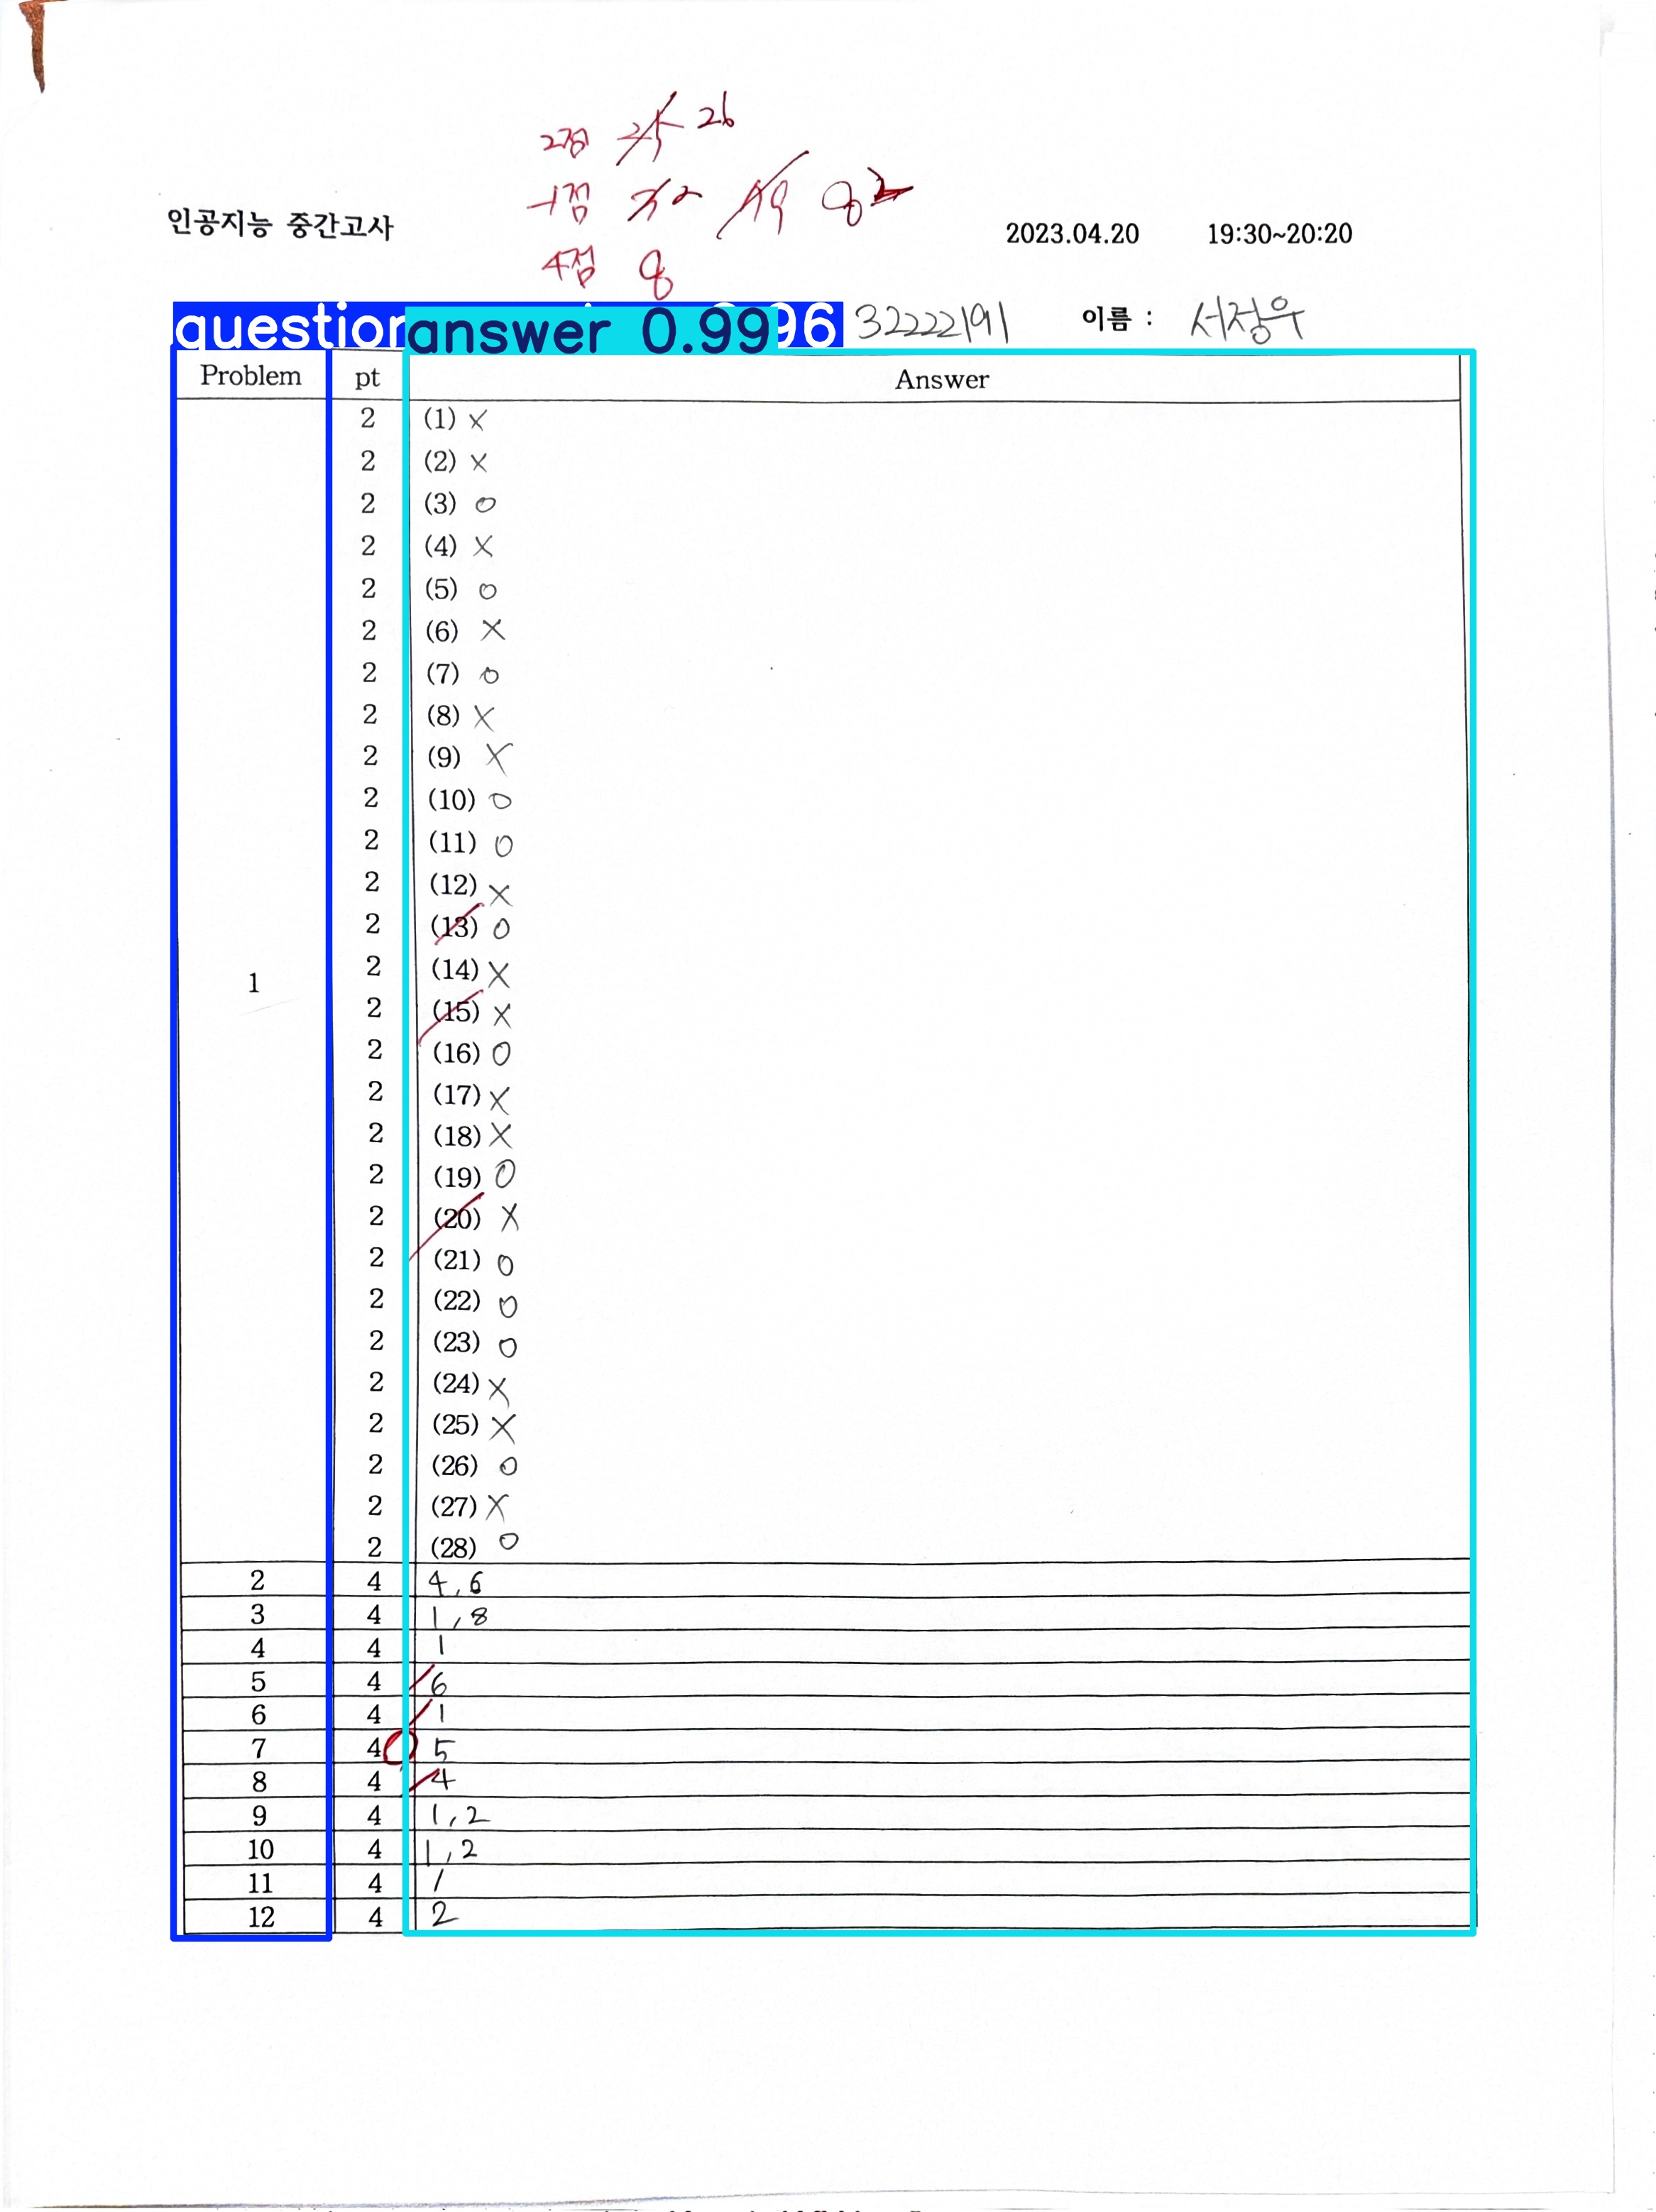 2점 25 26
4점
4점 8
인공지능 중간고사 2023.04.20 19:30~20:20
answer 0.99 96 32222191 이름 : 서정우
Problem pt Answer
2 (1) X
2 (2) X
2 (3) O
2 (4) X
2 (5) O
2 (6) X
2 (7) O
2 (8) X
2 (9) X
2 (10) O
2 (11) O
2 (12) X
2 (13) O
2 (14) X
1
2 (15) X
2 (16) O
2 (17) X
2 (18) X
2 (19) O
2 (20) X
2 (21) O
2 (22) O
2 (23) O
2 (24) X
2 (25) X
2 (26) O
2 (27) X
2 (28) O
2 4 4,6
3 4 1,8
4 4 1
5 4 6
6 4 1
7 4 5
8 4 4
9 4 1,2
10 4 1,2
11 4 1
12 4 2